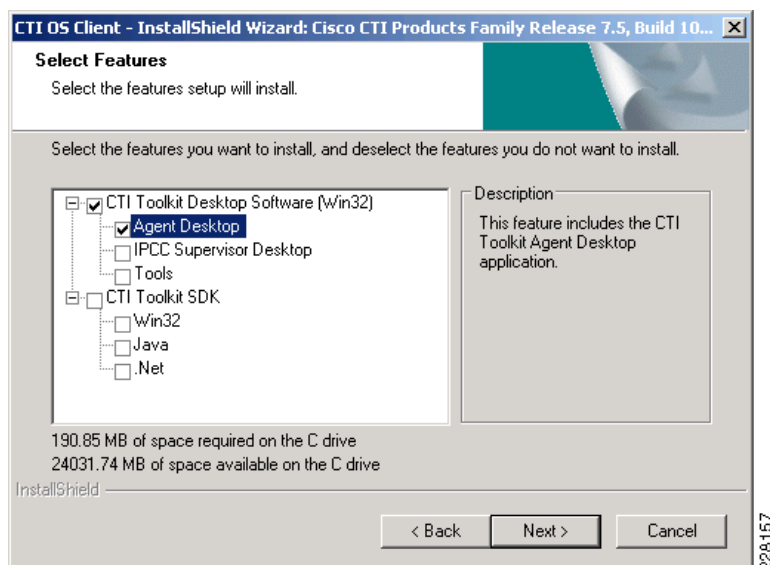 CTI OS Client - InstallShield Wizard: Cisco CTI Products Family Release 7.5, Build 10...
Select Features
Select the features setup will install.
Select the features you want to install, and deselect the features you do not want to install.
CTI Toolkit Desktop Software (Win32)
Agent Desktop
IPCC Supervisor Desktop
Tools
CTI Toolkit SDK
Win32
Java
.Net
Description
This feature includes the CTI
Toolkit Agent Desktop
application.
190.85 MB of space required on the C drive
24031.74 MB of space available on the C drive
InstallShield
< Back
Next >
Cancel
228157